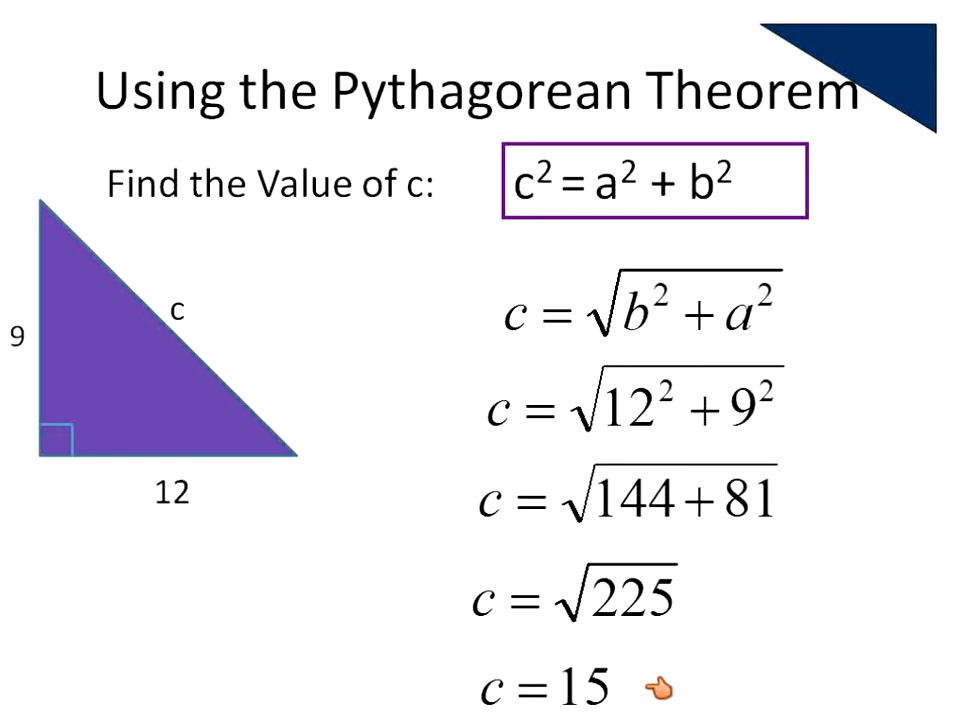 Using the Pythagorean Theorem
Find the Value of c:
c² = a² + b²
9
c
12
c = √(b² + a²)
c = √(12² + 9²)
c = √(144 + 81)
c = √225
c = 15